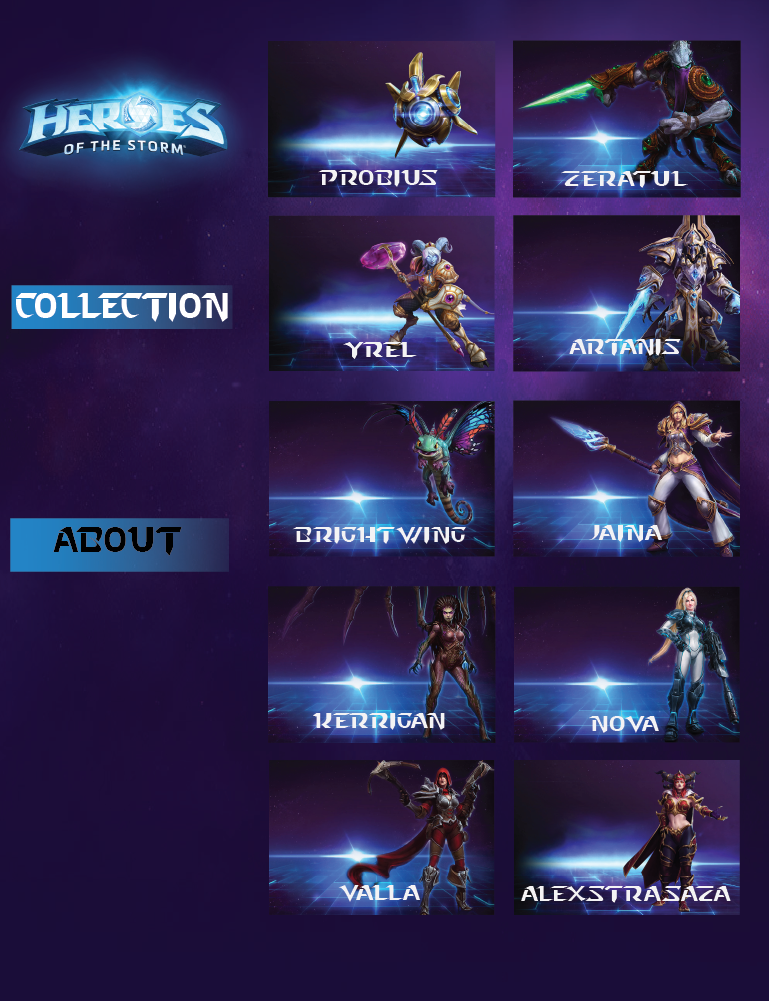 HEROES
OF THE STORM
COLLECTION
ABOUT
PROBIUS
ZERATUL
YREL
ARTANIS
BRIGHTWING
JAINA
KERRIGAN
NOVA
VALLA
ALEXSTRASAZA